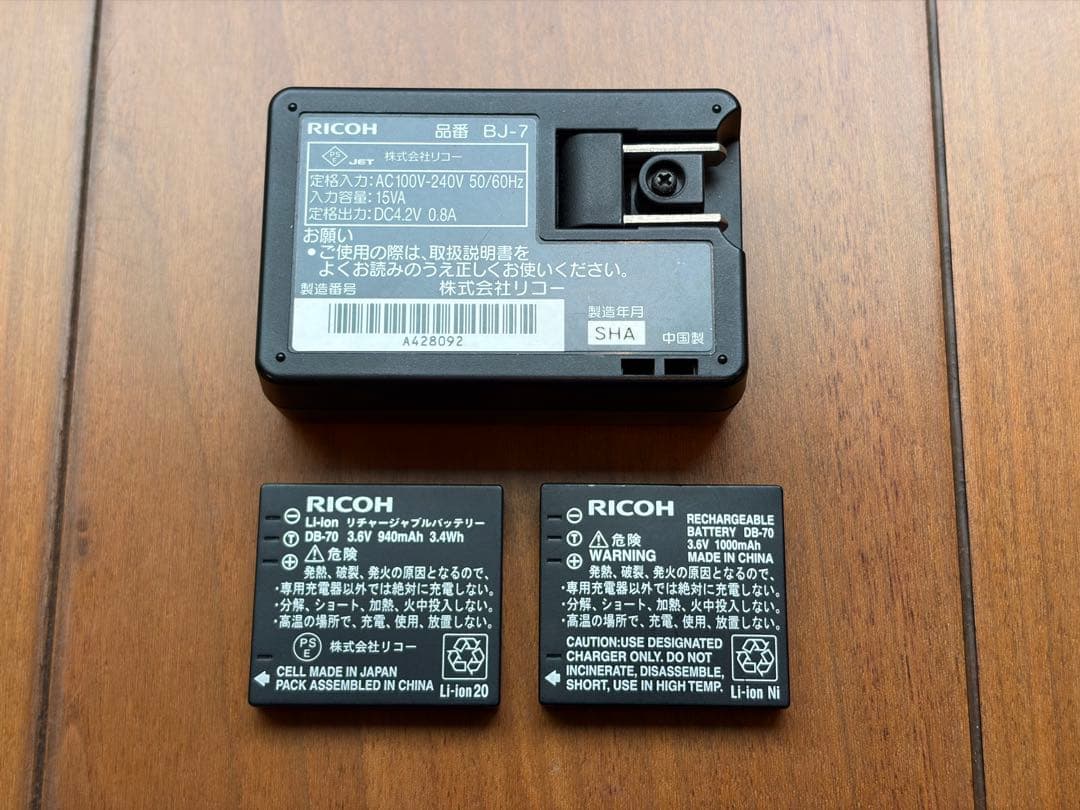 RICOH 品番 BJ-7
PS E JET 株式会社リコー
定格入力:AC100V-240V 50/60Hz
入力容量:15VA
定格出力:DC4.2V 0.8A
お願い
•ご使用の際は、取扱説明書を
よくお読みのうえ正しくお使いください。
製造番号 株式会社リコー
A428092
製造年月
SHA 中国製
RICOH
Li-ion リチャージャブルバッテリー
DB-70 3.6V 940mAh 3.4Wh
T
危険
発熱、破裂、発火の原因となるので、
・専用充電器以外では絶対に充電しない。
・分解、ショート、加熱、火中投入しない。
・高温の場所で、充電、使用、放置しない。
PS E 株式会社リコー
CELL MADE IN JAPAN
PACK ASSEMBLED IN CHINA
Li-ion20
RICOH
RECHARGEABLE
BATTERY DB-70
3.6V 1000mAh
MADE IN CHINA
T
危険
WARNING
発熱、破裂、発火の原因となるので、
・専用充電器以外では絶対に充電しない。
・分解、ショート、加熱、火中投入しない。
・高温の場所で、充電、使用、放置しない。
CAUTION:USE DESIGNATED
CHARGER ONLY. DO NOT
INCINERATE, DISASSEMBLE,
SHORT, USE IN HIGH TEMP.
Li-ion Ni